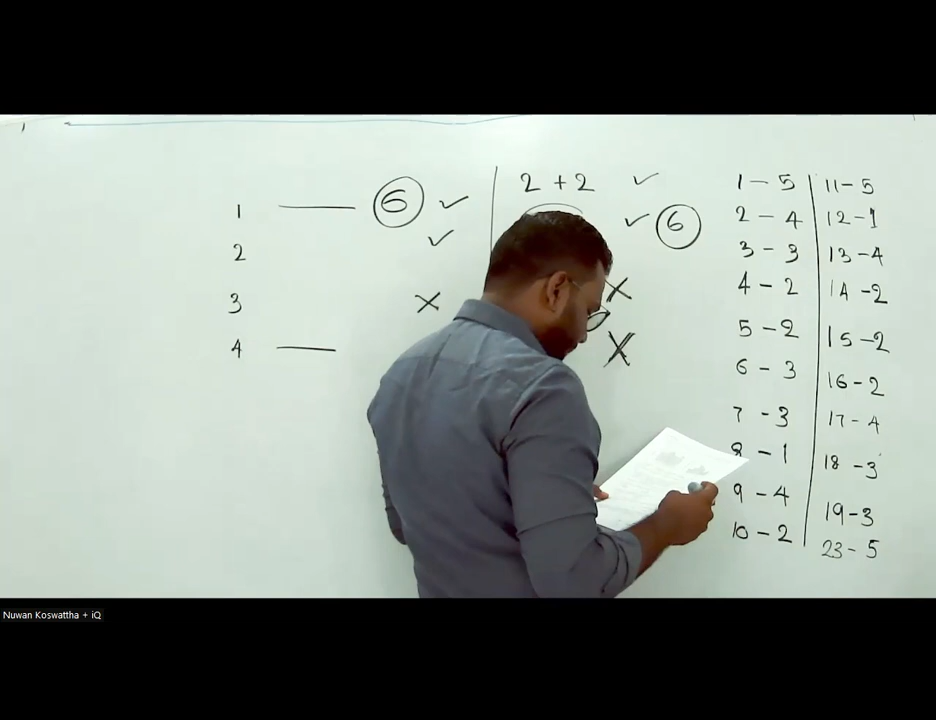 1 — 6 ✓
2 ✓
3 ×
4 —
2 + 2 ✓
✓ 6
×
×
1 – 5
2 – 4
3 – 3
4 – 2
5 – 2
6 – 3
7 – 3
8 – 1
9 – 4
10 – 2
11 – 5
12 – 1
13 – 4
14 – 2
15 – 2
16 – 2
17 – 4
18 – 3
19 – 3
23 – 5
Nuwan Koswattha + iQ